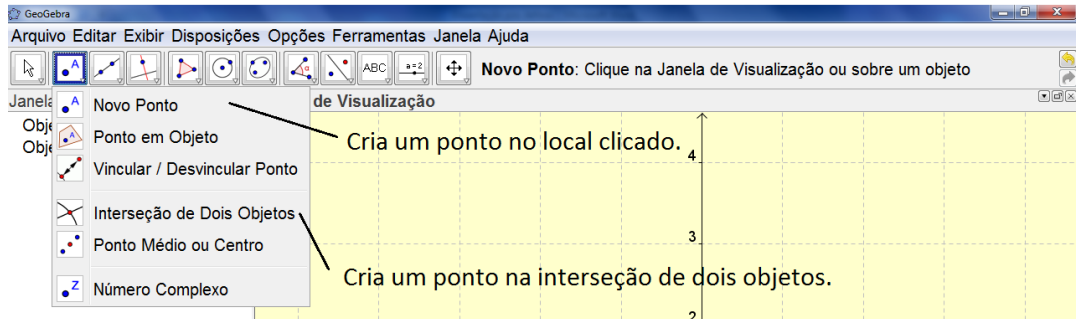 GeoGebra
Arquivo Editar Exibir Disposições Opções Ferramentas Janela Ajuda
A ABC a=2 Novo Ponto: Clique na Janela de Visualização ou sobre um objeto
Janela de Visualização
A Novo Ponto
Obje
A Ponto em Objeto
Obje
Cria um ponto no local clicado.
4
Vincular / Desvincular Ponto
Interseção de Dois Objetos
3
Ponto Médio ou Centro
Cria um ponto na interseção de dois objetos.
z Número Complexo
2